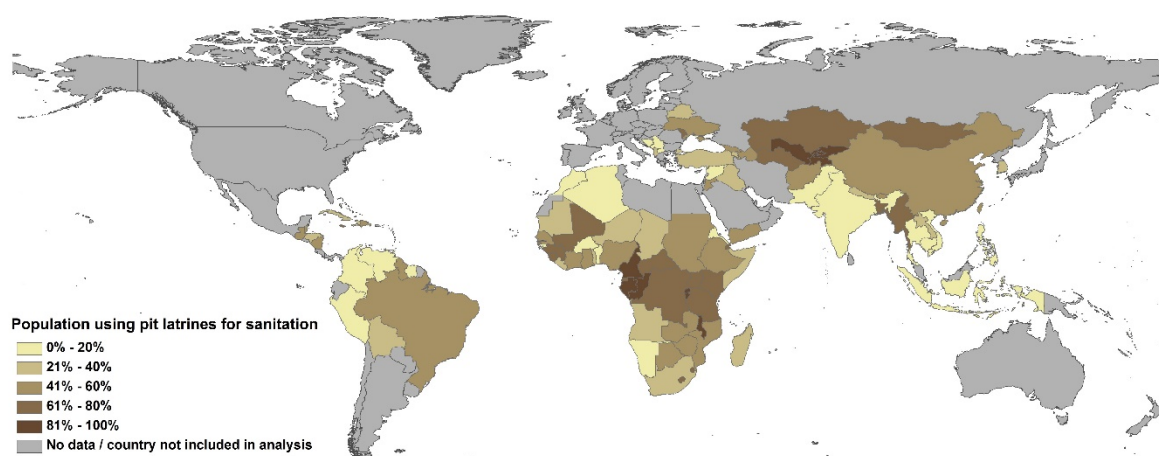 Population using pit latrines for sanitation
0% - 20%
21% - 40%
41% - 60%
61% - 80%
81% - 100%
No data / country not included in analysis